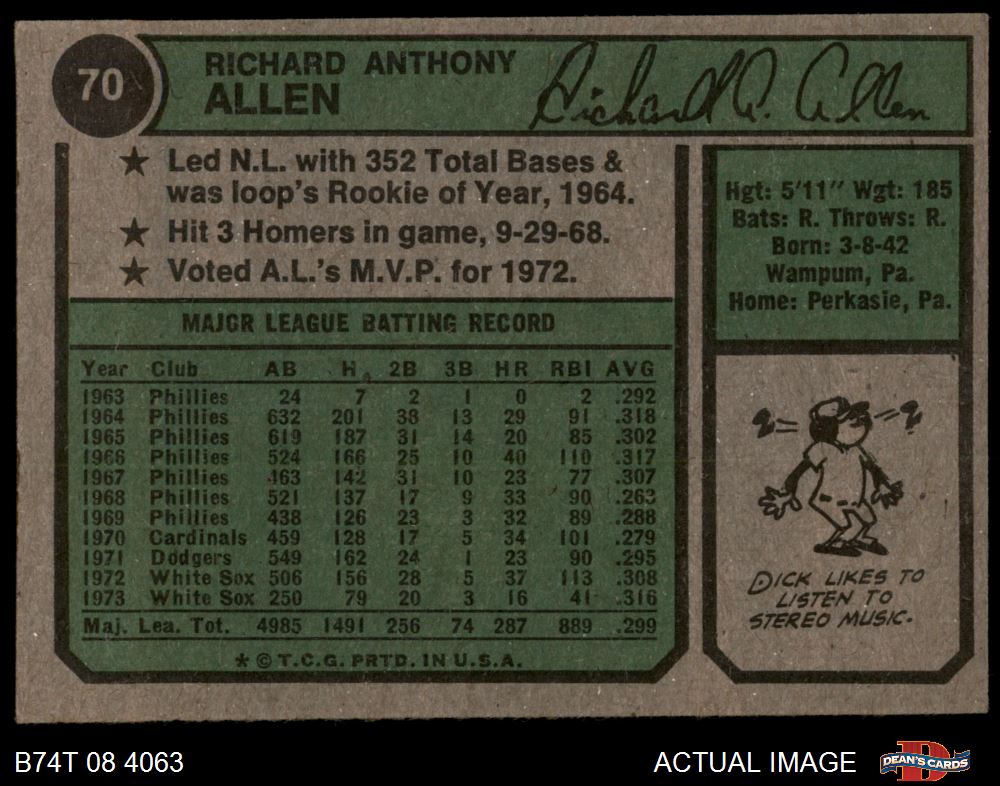 70
RICHARD ANTHONY
ALLEN
Richard A. Allen
★ Led N.L. with 352 Total Bases &
was loop's Rookie of Year, 1964.
★ Hit 3 Homers in game, 9-29-68.
★ Voted A.L.'s M.V.P. for 1972.
MAJOR LEAGUE BATTING RECORD
Year Club AB H 2B 3B HR RBI AVG
1963 Phillies 24 7 2 1 0 2 .292
1964 Phillies 632 201 38 13 29 91 .318
1965 Phillies 619 187 31 14 20 85 .302
1966 Phillies 524 166 25 10 40 110 .317
1967 Phillies 463 142 31 10 23 77 .307
1968 Phillies 521 137 17 9 33 90 .263
1969 Phillies 438 126 23 3 32 89 .288
1970 Cardinals 459 128 17 5 34 101 .279
1971 Dodgers 549 162 24 1 23 90 .295
1972 White Sox 506 156 28 5 37 113 .308
1973 White Sox 250 79 20 3 16 41 .316
Maj. Lea. Tot. 4985 1491 256 74 287 889 .299
* © T.C.G. PRTD. IN U.S.A.
Hgt: 5'11" Wgt: 185
Bats: R. Throws: R.
Born: 3-8-42
Wampum, Pa.
Home: Perkasie, Pa.
DICK LIKES TO
LISTEN TO
STEREO MUSIC.
B74T 08 4063
ACTUAL IMAGE
DEAN'S CARDS